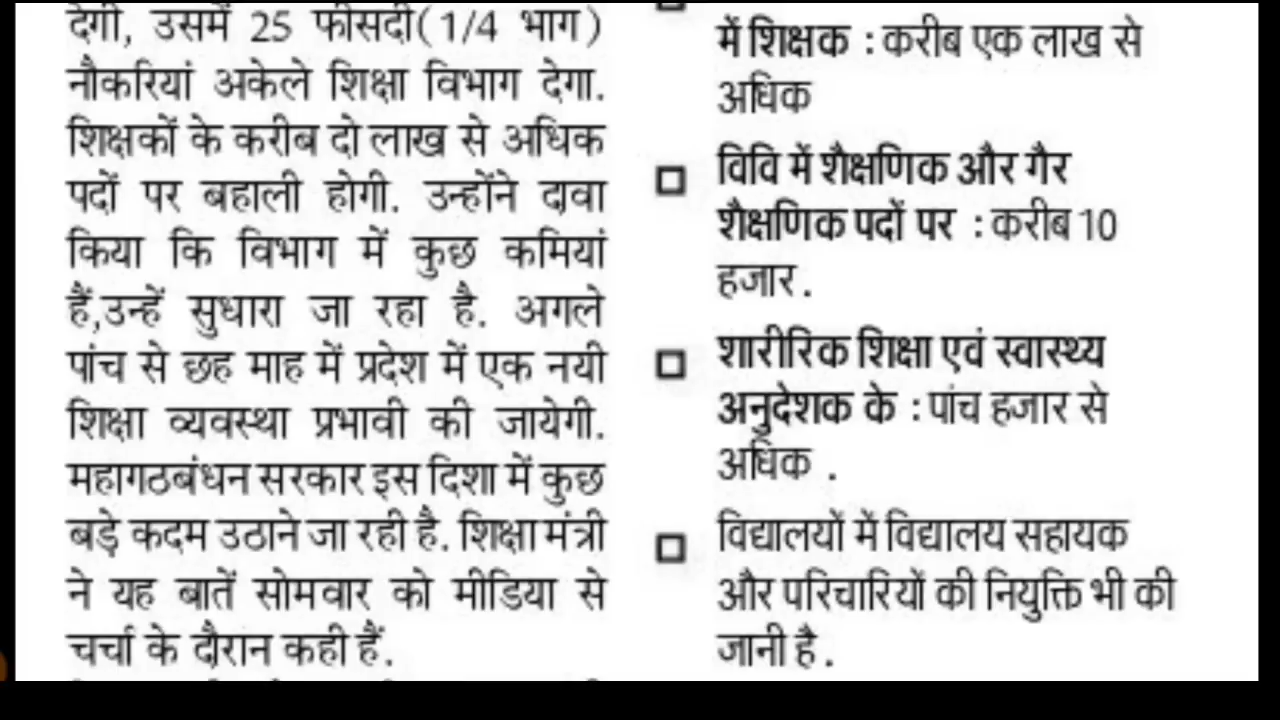 देगी, उसमें 25 फीसदी(1/4 भाग)
नौकरियां अकेले शिक्षा विभाग देगा.
शिक्षकों के करीब दो लाख से अधिक
पदों पर बहाली होगी. उन्होंने दावा
किया कि विभाग में कुछ कमियां
हैं,उन्हें सुधारा जा रहा है. अगले
पांच से छह माह में प्रदेश में एक नयी
शिक्षा व्यवस्था प्रभावी की जायेगी.
महागठबंधन सरकार इस दिशा में कुछ
बड़े कदम उठाने जा रही है. शिक्षा मंत्री
ने यह बातें सोमवार को मीडिया से
चर्चा के दौरान कही हैं.
में शिक्षक : करीब एक लाख से
अधिक
विवि में शैक्षणिक और गैर
शैक्षणिक पदों पर : करीब 10
हजार.
शारीरिक शिक्षा एवं स्वास्थ्य
अनुदेशक के : पांच हजार से
अधिक .
विद्यालयों में विद्यालय सहायक
और परिचारियों की नियुक्ति भी की
जानी है.